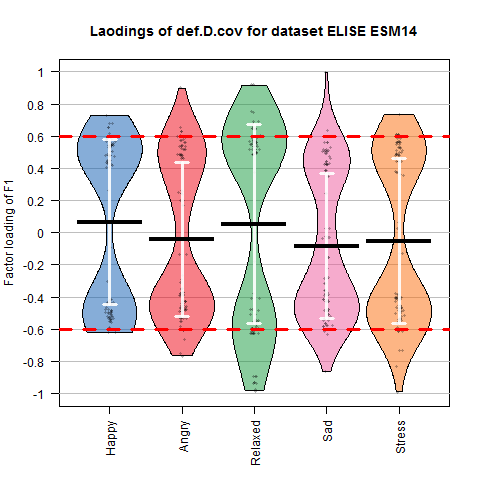 Laodings of def.D.cov for dataset ELISE ESM14
Factor loading of F1
1
0.8
0.6
0.4
0.2
0
-0.2
-0.4
-0.6
-0.8
-1
Happy
Angry
Relaxed
Sad
Stress